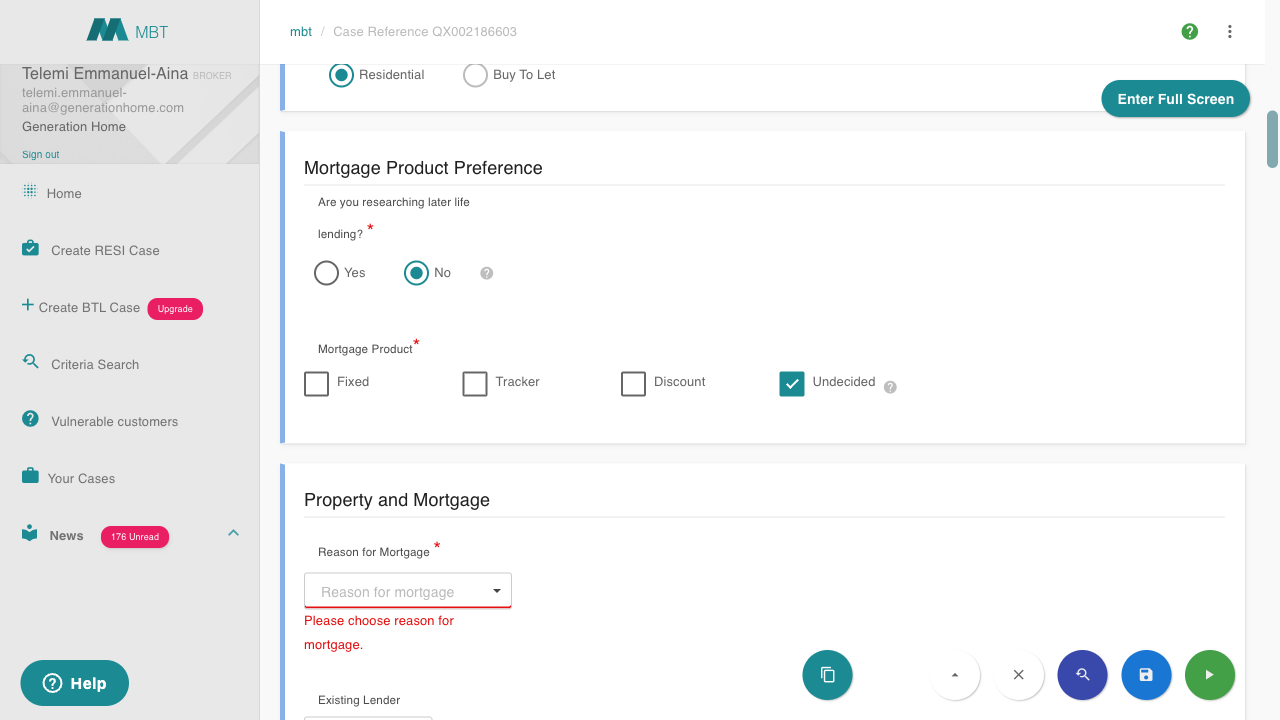 MBT
mbt / Case Reference QX002186603
Telemi Emmanuel-Aina BROKER
telemi.emmanuel-
aina@generationhome.com
Generation Home
Sign out
Home
Create RESI Case
Create BTL Case Upgrade
Criteria Search
Vulnerable customers
Your Cases
News 176 Unread
Help
Residential Buy To Let
Enter Full Screen
Mortgage Product Preference
Are you researching later life
lending? *
Yes No
Mortgage Product*
Fixed Tracker Discount Undecided
Property and Mortgage
Reason for Mortgage *
Reason for mortgage
Please choose reason for
mortgage.
Existing Lender